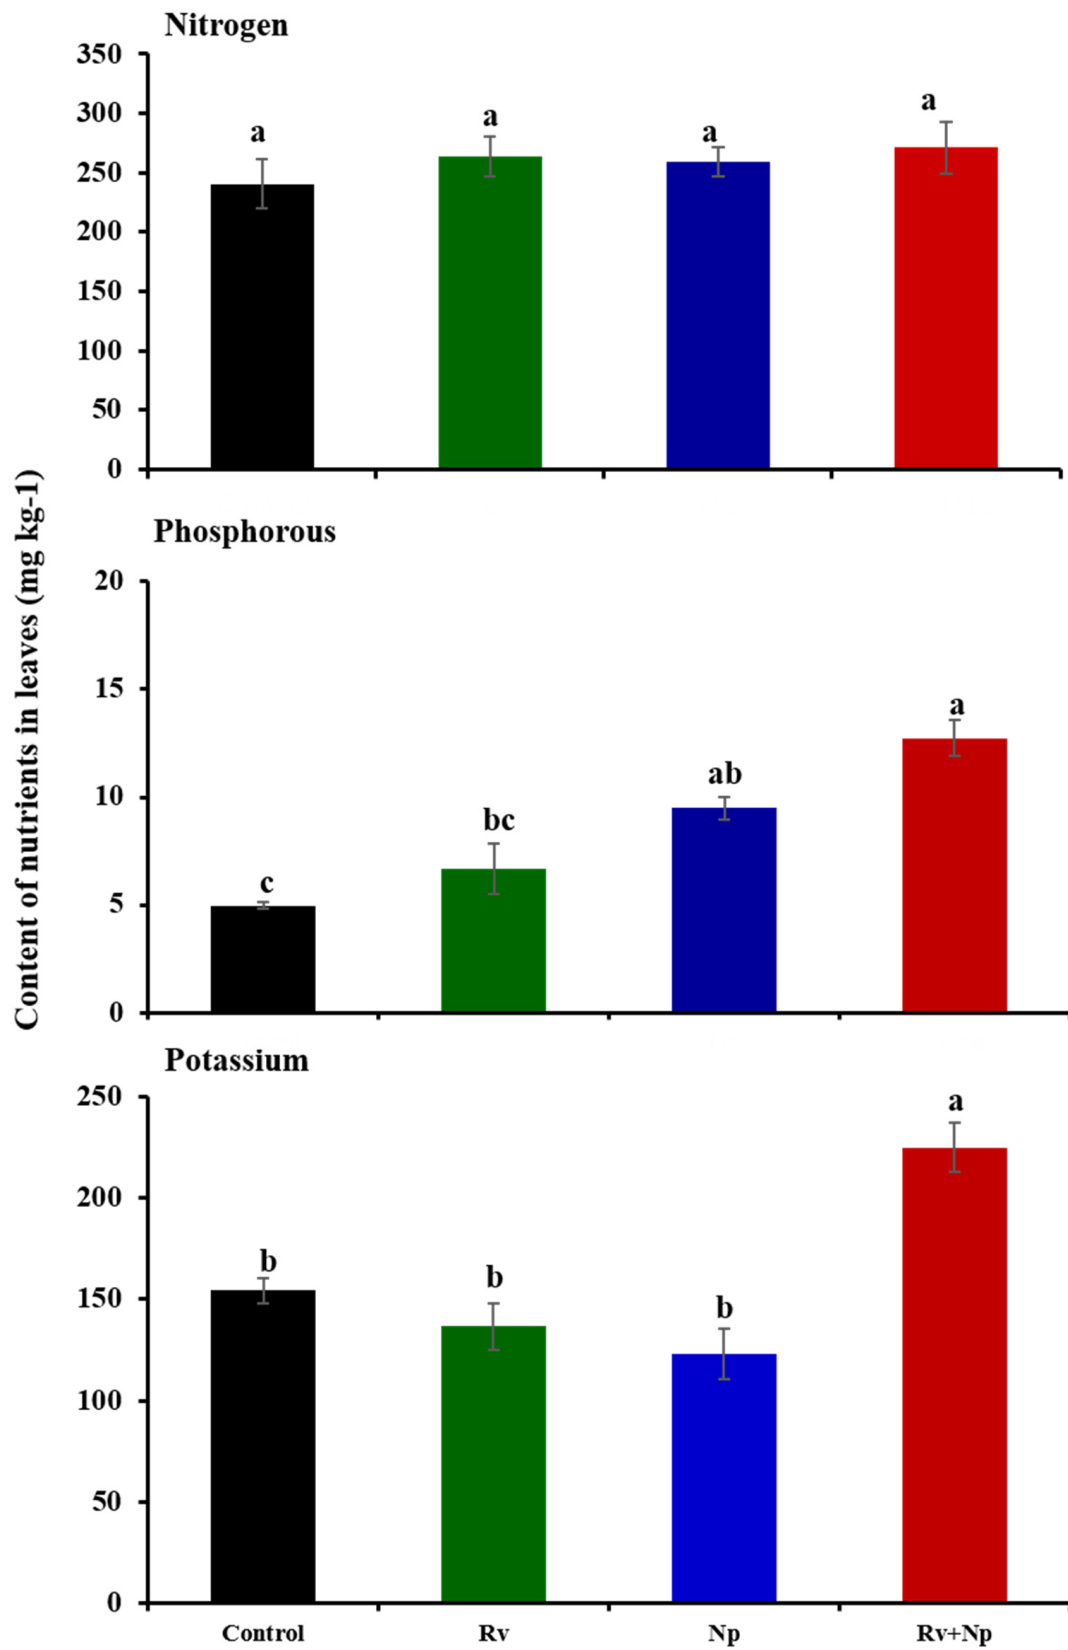 Nitrogen
350
300
250
200
150
100
50
0
a
a
a
a
Content of nutrients in leaves (mg kg-1)
Phosphorous
20
15
10
5
0
c
bc
ab
a
Potassium
250
200
150
100
50
0
b
b
b
a
Control Rv Np Rv+Np